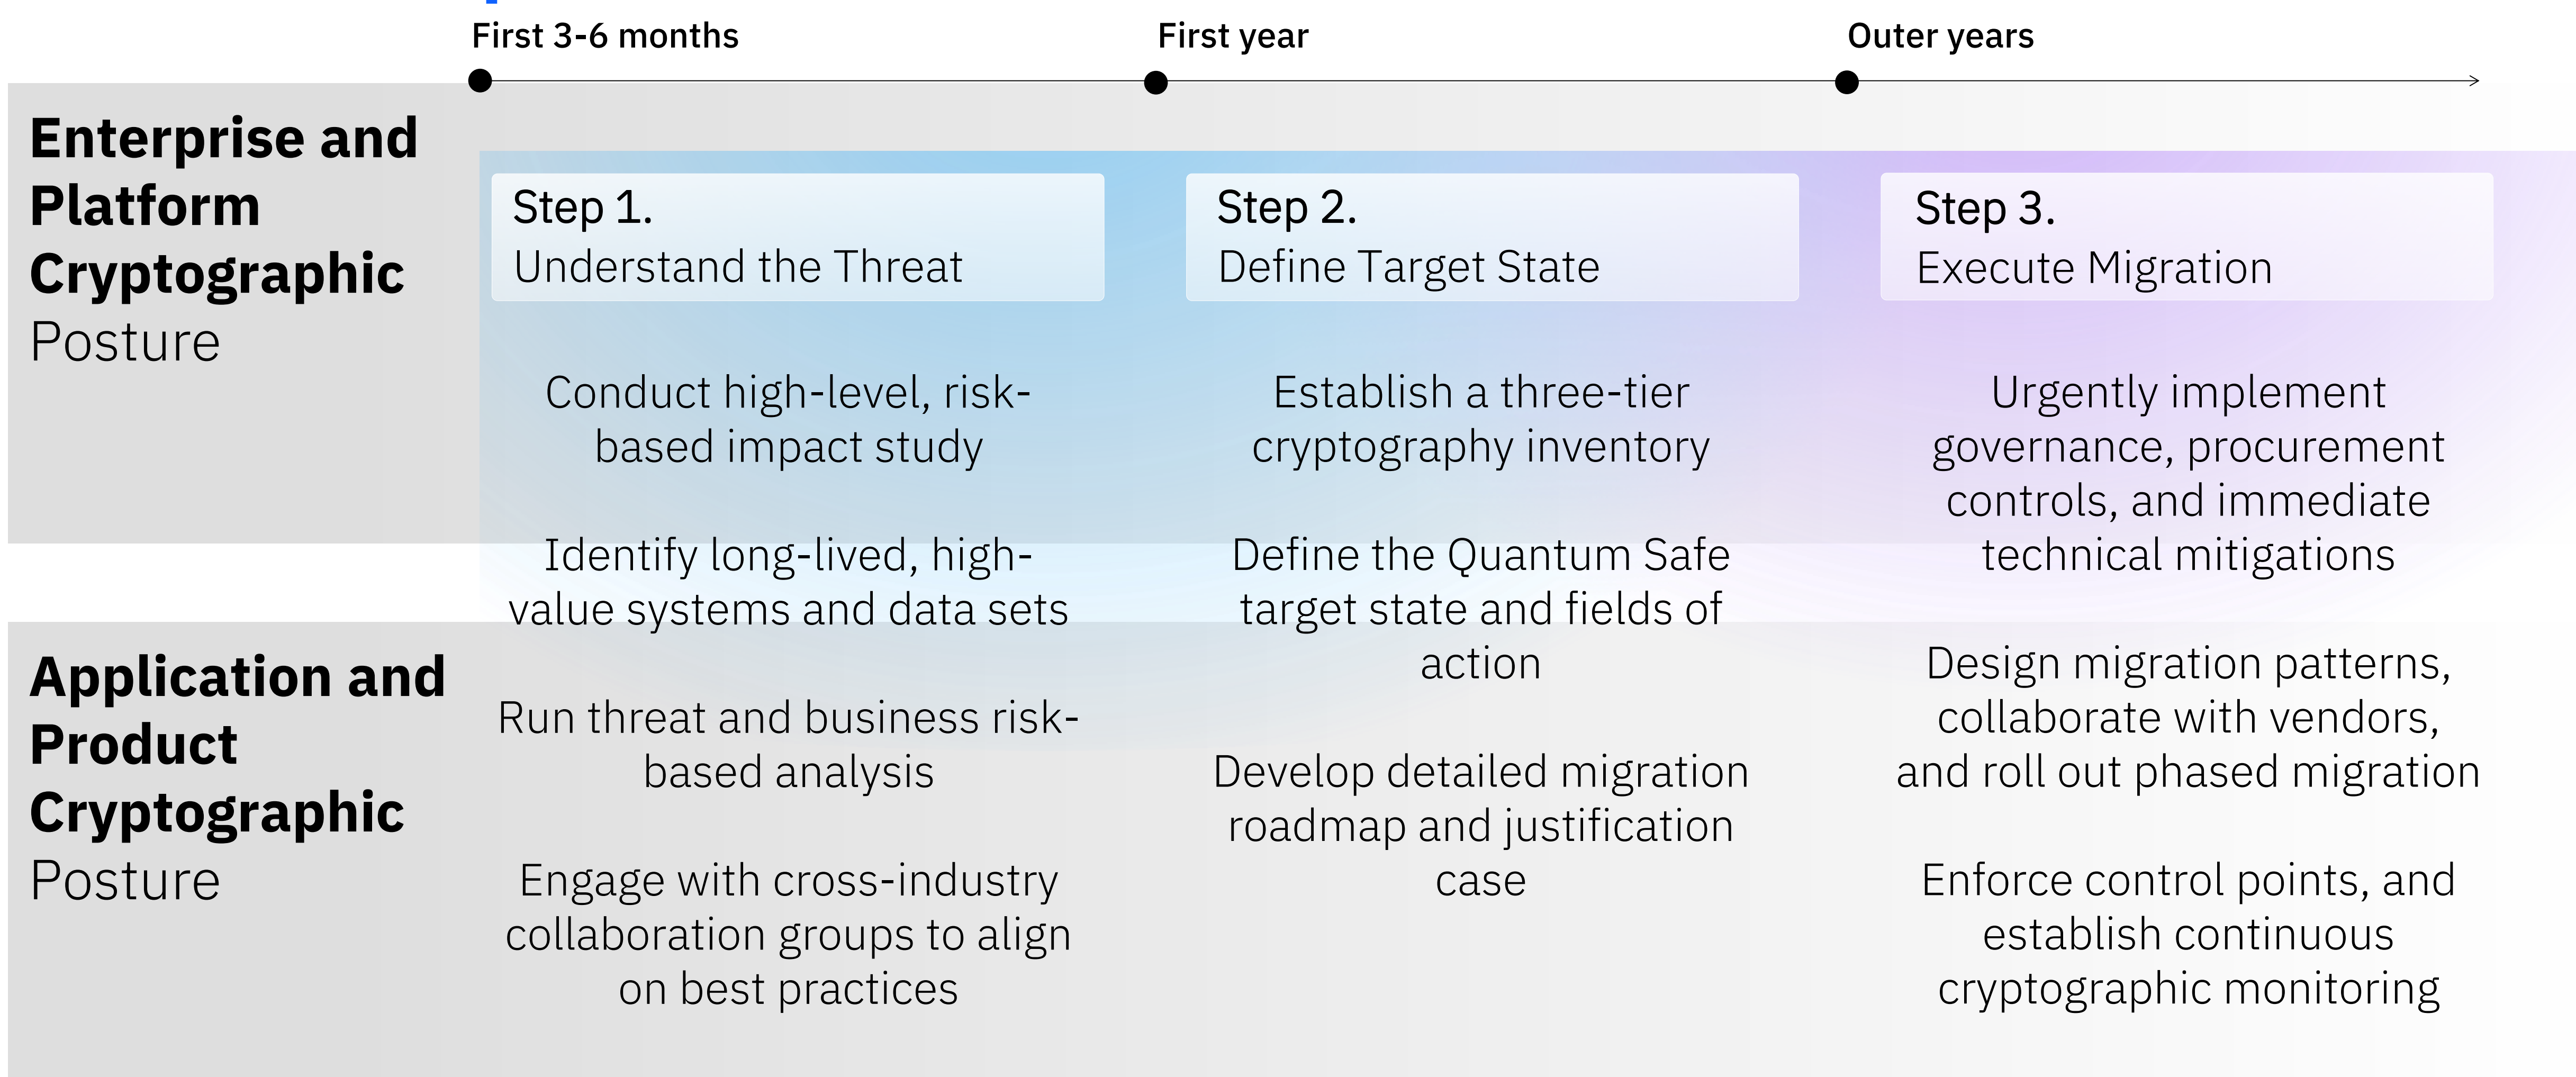 First 3-6 months
First year
Outer years
Enterprise and
Platform
Cryptographic
Posture
Step 1.
Understand the Threat
Conduct high-level, risk-
based impact study
Identify long-lived, high-
value systems and data sets
Run threat and business risk-
based analysis
Engage with cross-industry
collaboration groups to align
on best practices
Step 2.
Define Target State
Establish a three-tier
cryptography inventory
Define the Quantum Safe
target state and fields of
action
Develop detailed migration
roadmap and justification
case
Step 3.
Execute Migration
Urgently implement
governance, procurement
controls, and immediate
technical mitigations
Design migration patterns,
collaborate with vendors,
and roll out phased migration
Enforce control points, and
establish continuous
cryptographic monitoring
Application and
Product
Cryptographic
Posture